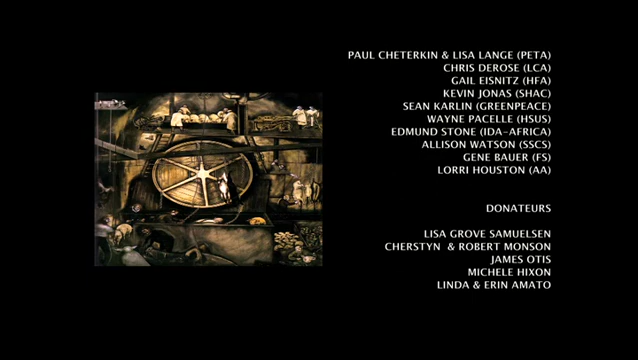 PAUL CHETERKIN & LISA LANGE (PETA)
CHRIS DEROSE (LCA)
GAIL EISNITZ (HFA)
KEVIN JONAS (SHAC)
SEAN KARLIN (GREENPEACE)
WAYNE PACELLE (HSUS)
EDMUND STONE (IDA-AFRICA)
ALLISON WATSON (SSCS)
GENE BAUER (FS)
LORRI HOUSTON (AA)
DONATEURS
LISA GROVE SAMUELSEN
CHERSTYN & ROBERT MONSON
JAMES OTIS
MICHELE HIXON
LINDA & ERIN AMATO